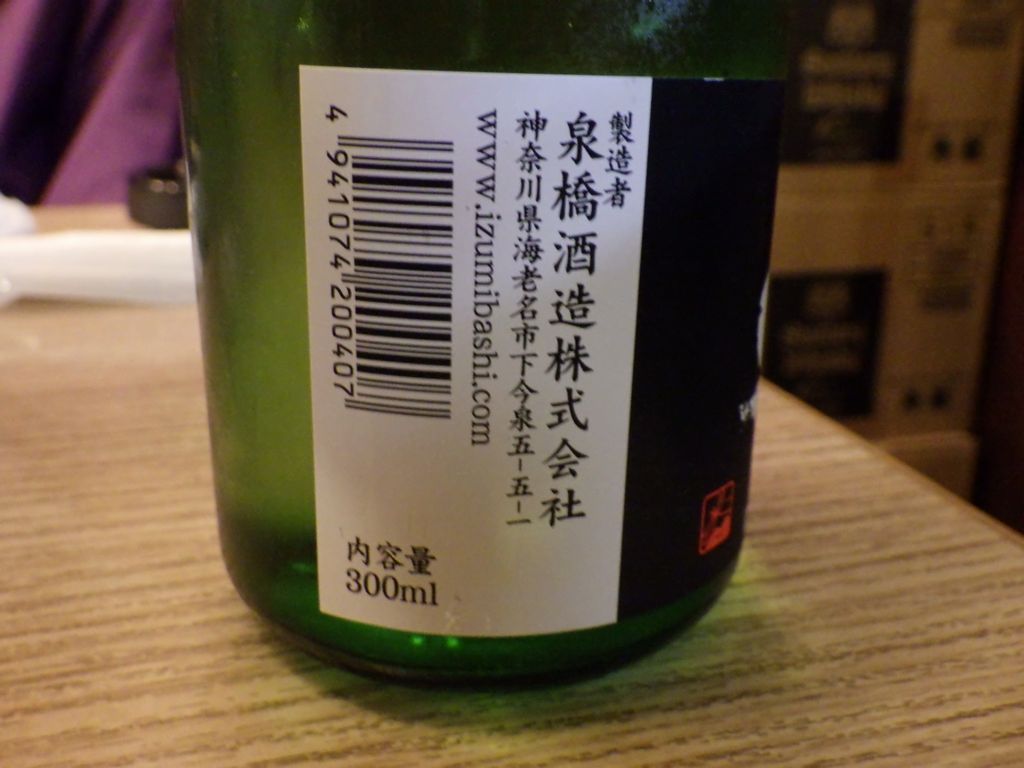 製造者
泉橋酒造株式会社
神奈川県海老名市下今泉五-五-一
www.izumibashi.com
4 941074 200407
内容量
300ml